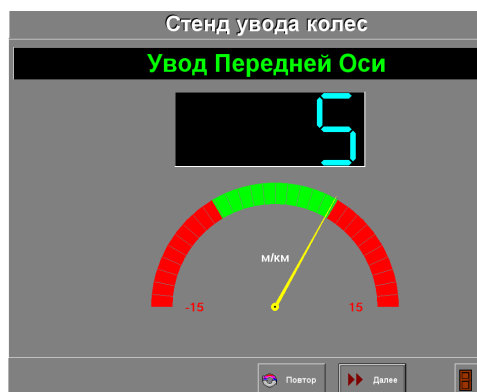 Стенд увода колес
Увод Передней Оси
5
м/км
-15 15
Повтор Далее